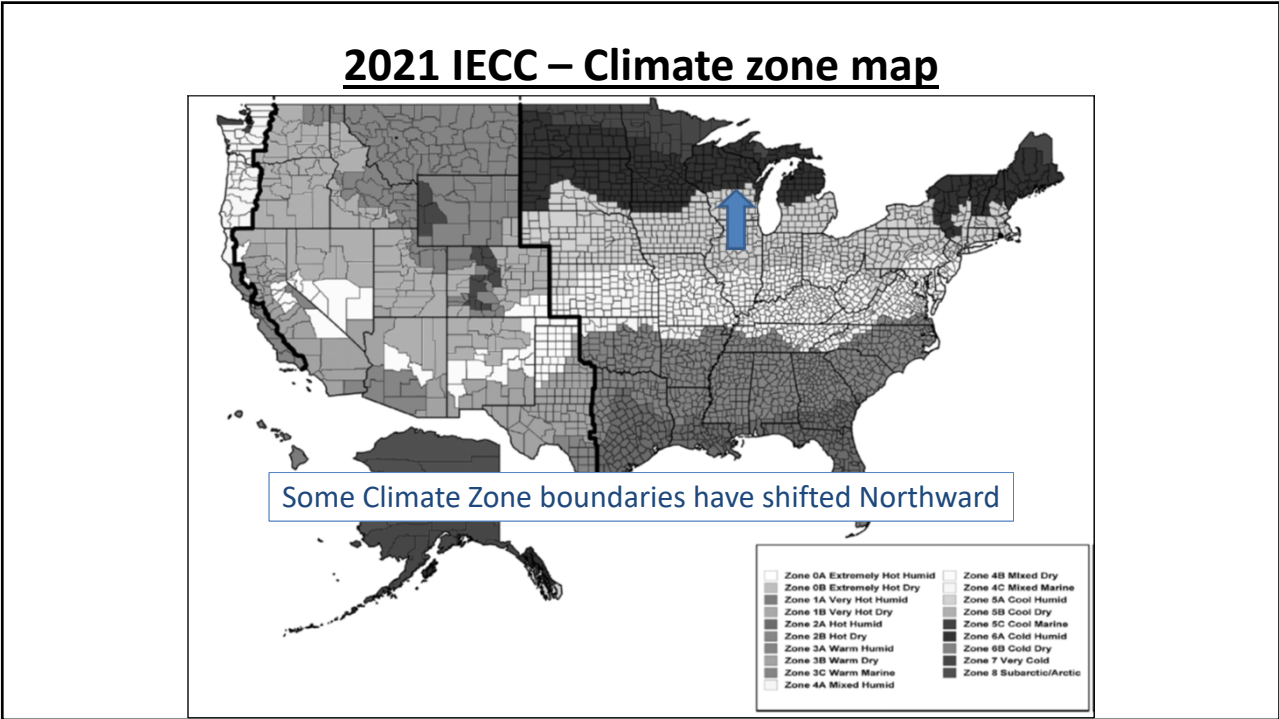 2021 IECC – Climate zone map
Some Climate Zone boundaries have shifted Northward
Zone 0A Extremely Hot Humid
Zone 0B Extremely Hot Dry
Zone 1A Very Hot Humid
Zone 1B Very Hot Dry
Zone 2A Hot Humid
Zone 2B Hot Dry
Zone 3A Warm Humid
Zone 3B Warm Dry
Zone 3C Warm Marine
Zone 4A Mixed Humid
Zone 4B Mixed Dry
Zone 4C Mixed Marine
Zone 5A Cool Humid
Zone 5B Cool Dry
Zone 5C Cool Marine
Zone 6A Cold Humid
Zone 6B Cold Dry
Zone 7 Very Cold
Zone 8 Subarctic/Arctic